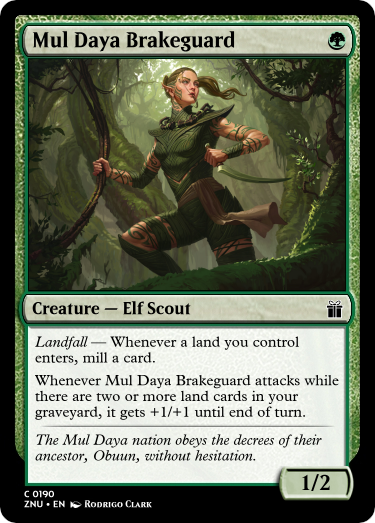 Mul Daya Brakeguard
Creature — Elf Scout
Landfall — Whenever a land you control
enters, mill a card.
Whenever Mul Daya Brakeguard attacks while
there are two or more land cards in your
graveyard, it gets +1/+1 until end of turn.
The Mul Daya nation obeys the decrees of their
ancestor, Obuun, without hesitation.
1/2
C 0190
ZNU • EN Rodrigo Clark